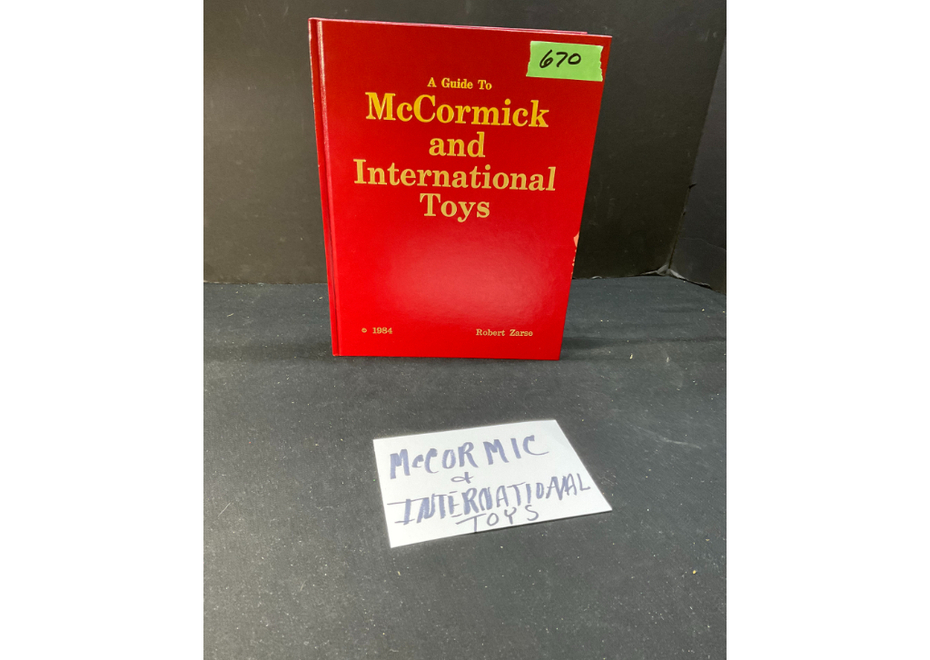 670
A Guide To
McCormick
and
International
Toys
© 1984 Robert Zarse
McCORMIC
&
INTERNATIONAL
TOYS